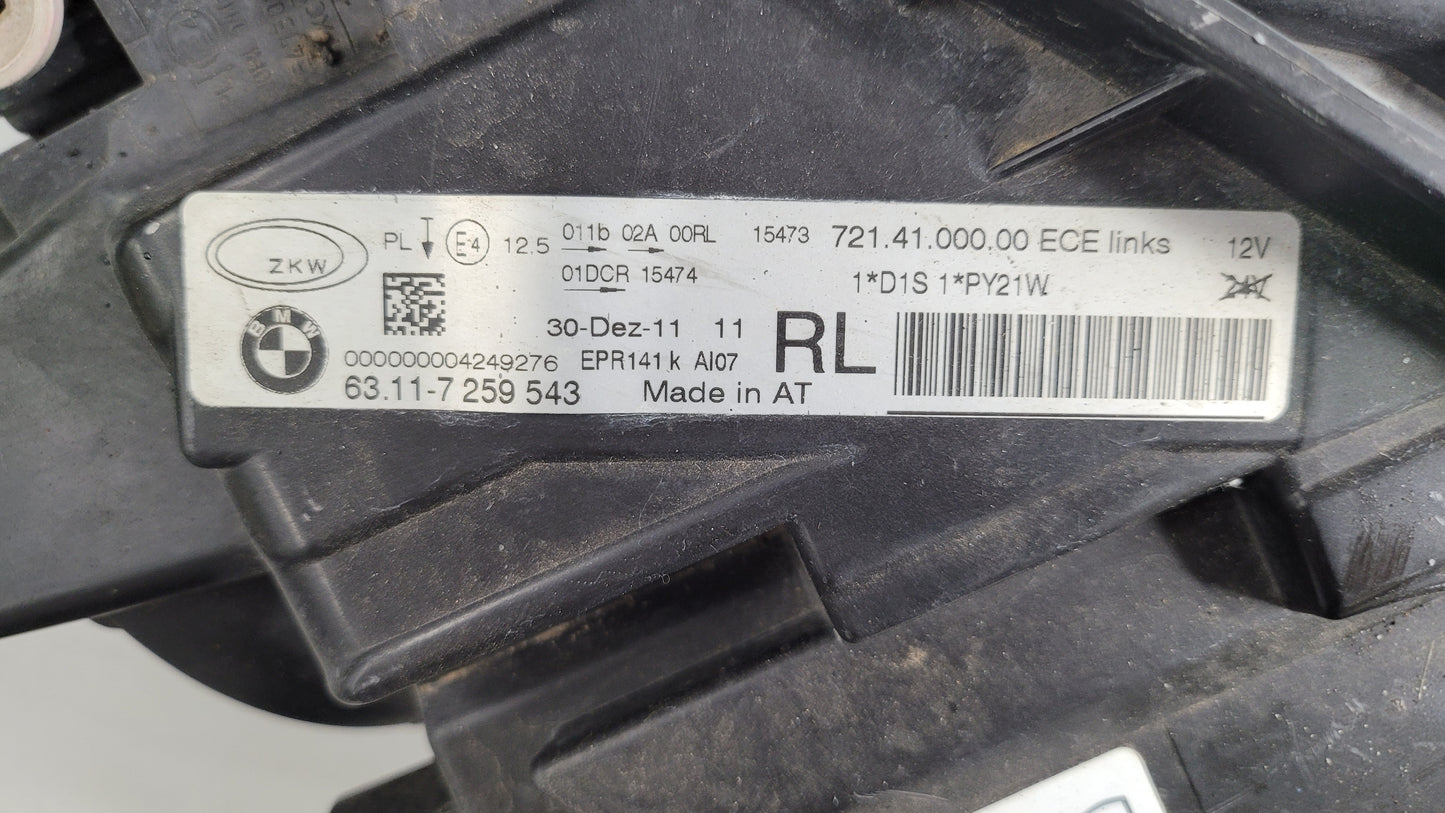 ZKW
PL E4 12,5 011b 02A 00RL 15473 721.41.000.00 ECE links 12V
01DCR 15474 1*D1S 1*PY21W 24V
30-Dez-11 11 RL
BMW
000000004249276 EPR141 k AI07
63.11-7 259 543 Made in AT